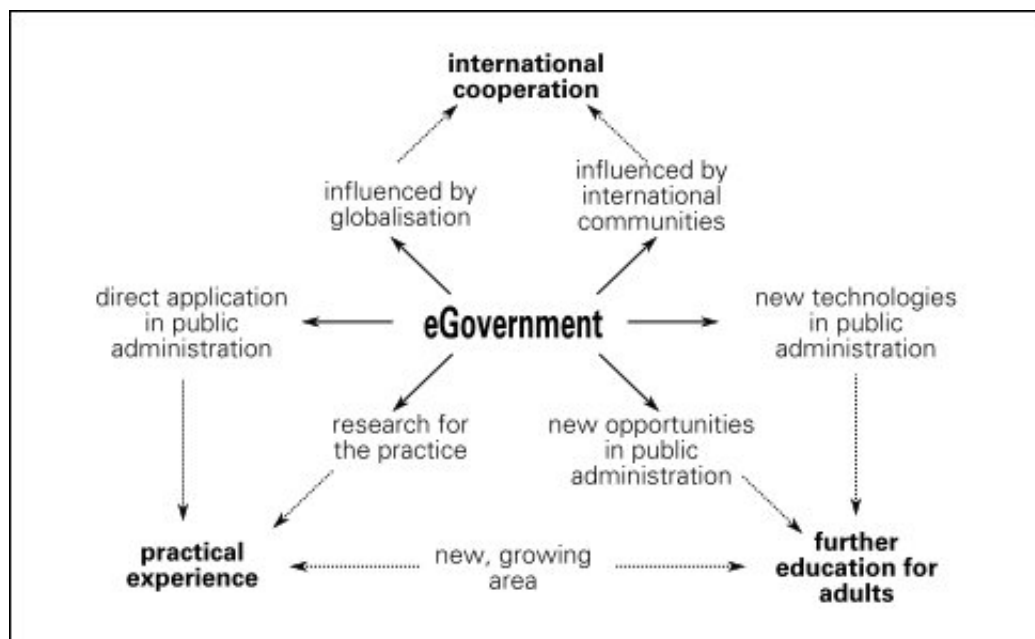 international
cooperation
influenced by
globalisation
influenced by
international
communities
direct application
in public
administration
eGovernment
new technologies
in public
administration
research for
the practice
new opportunities
in public
administration
practical
experience
new, growing
area
further
education for
adults